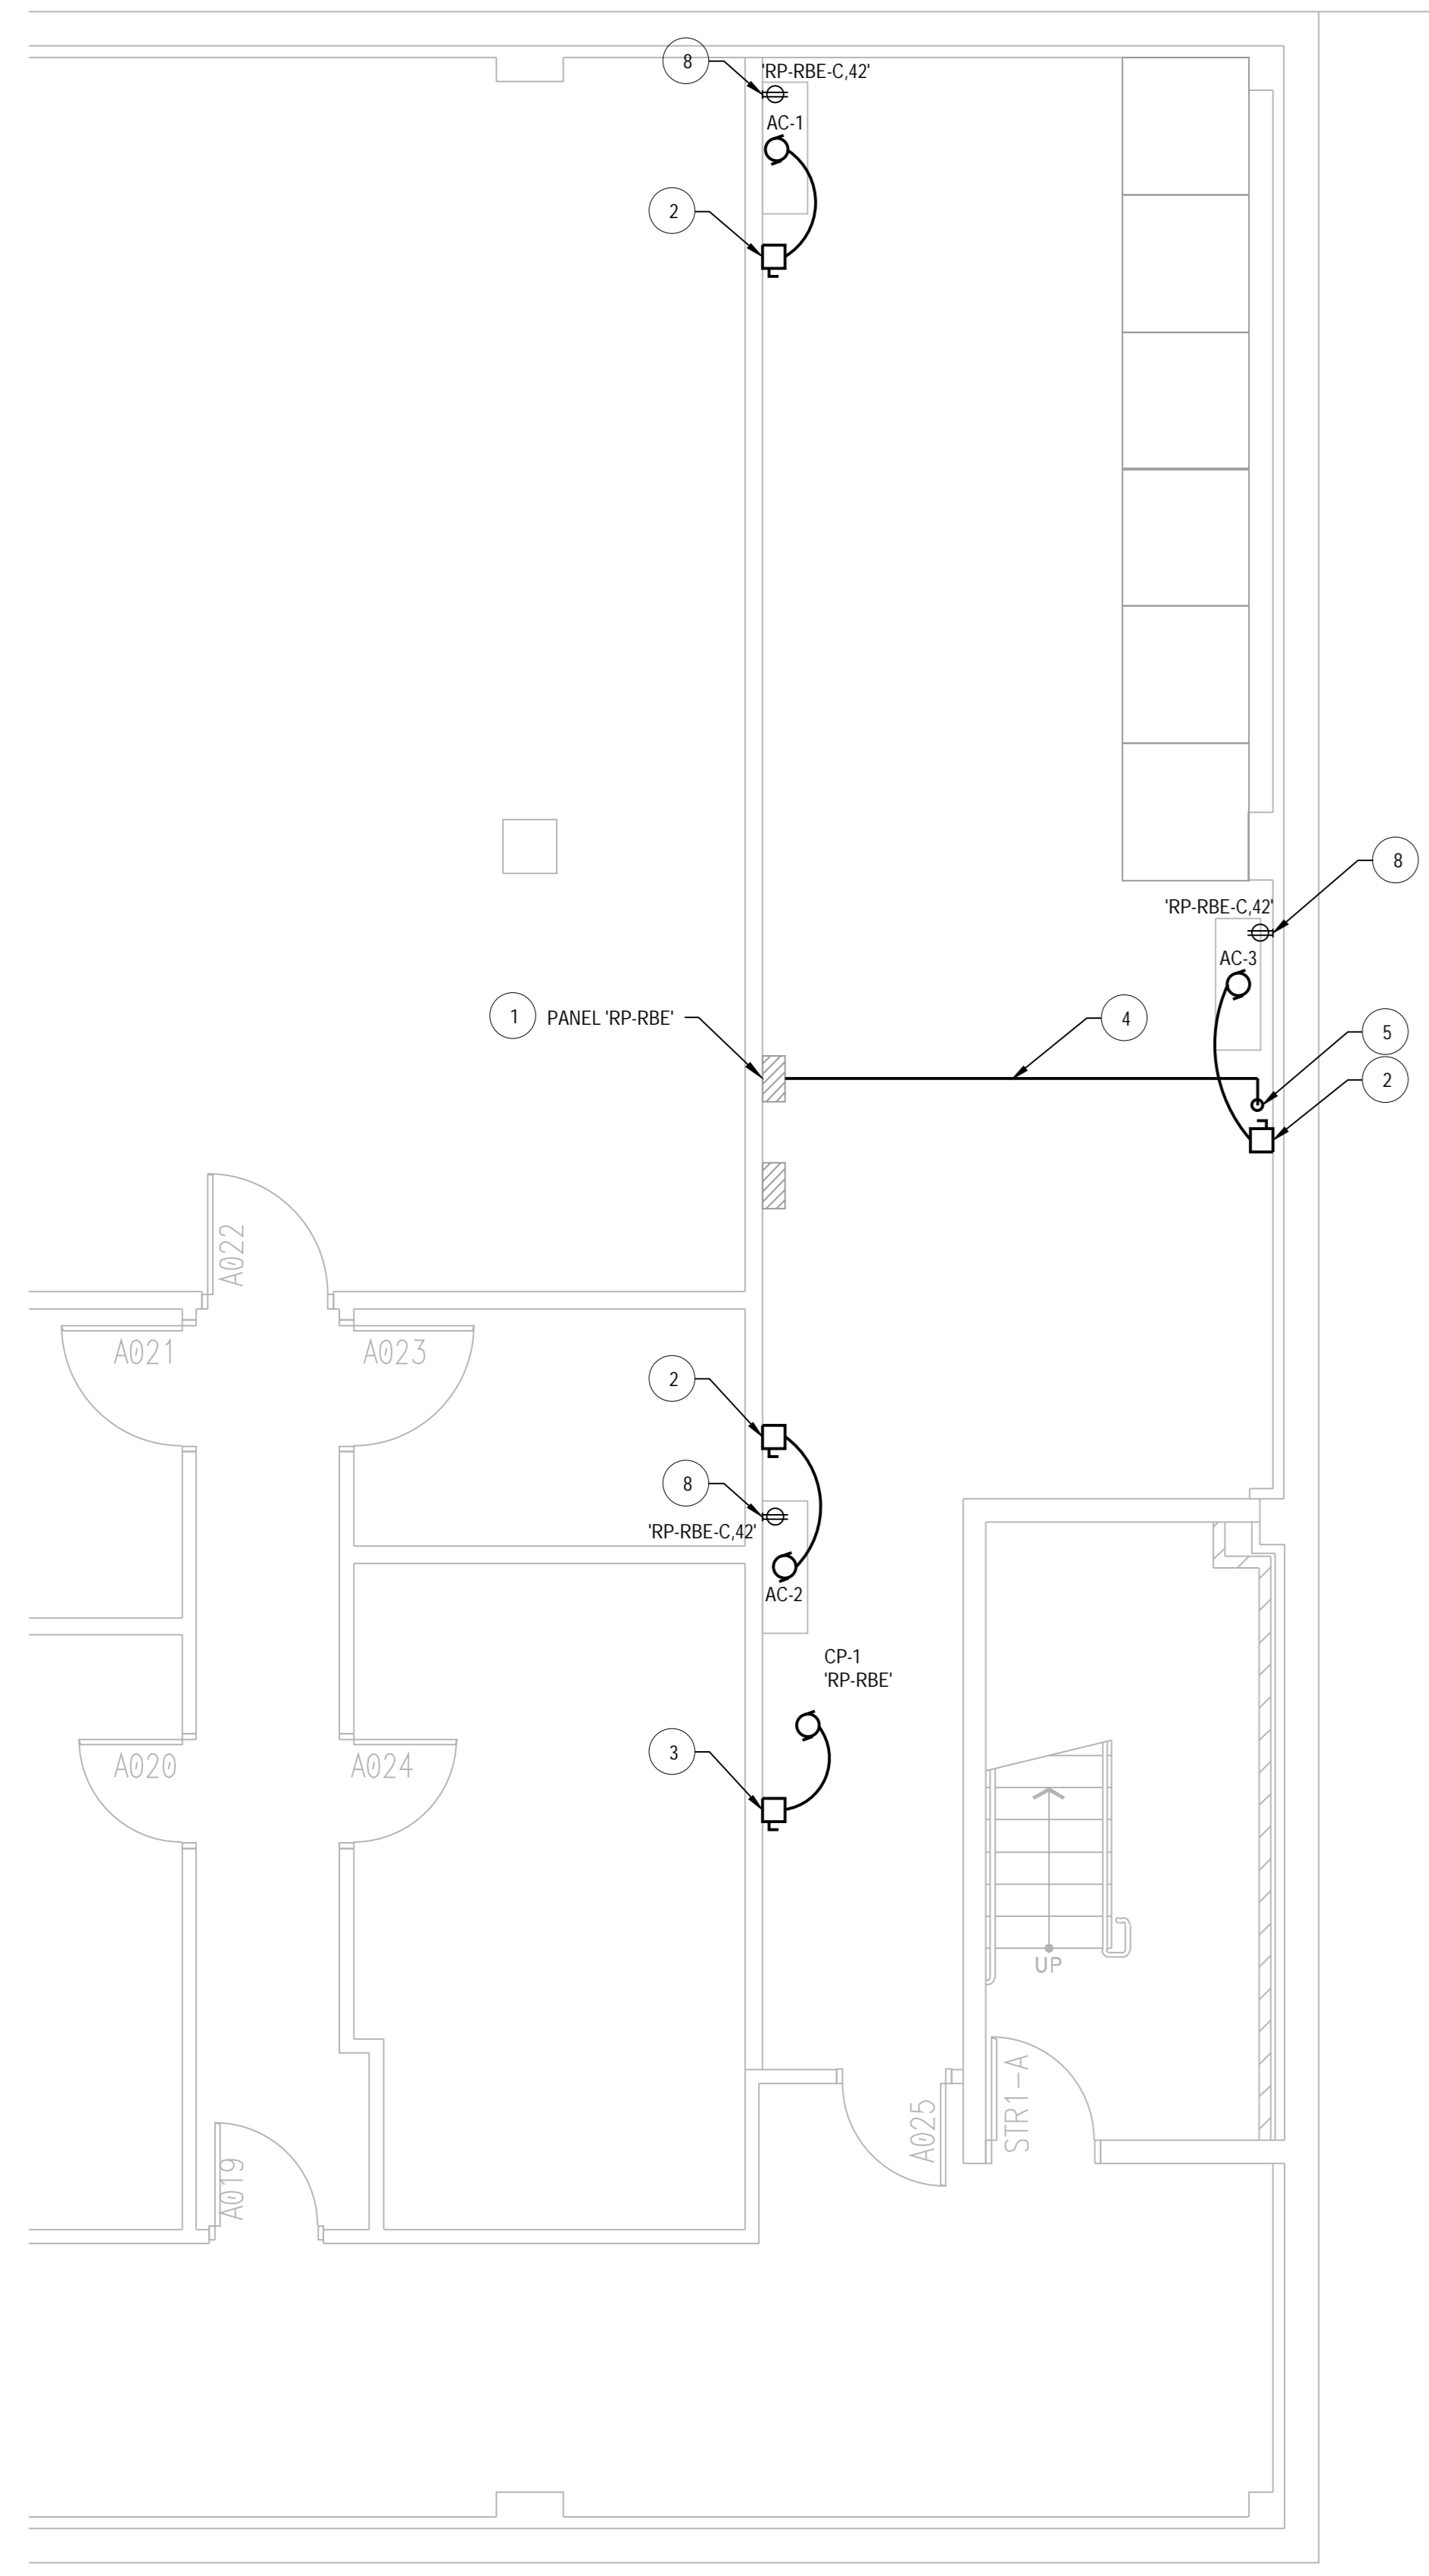 8
'RP-RBE-C,42'
AC-1
2
8
'RP-RBE-C,42'
AC-3
1 PANEL 'RP-RBE'
4
5
2
A022
A021
A023
2
8
'RP-RBE-C,42'
AC-2
CP-1
'RP-RBE'
3
A020
A024
UP
STR1-A
A025
A019